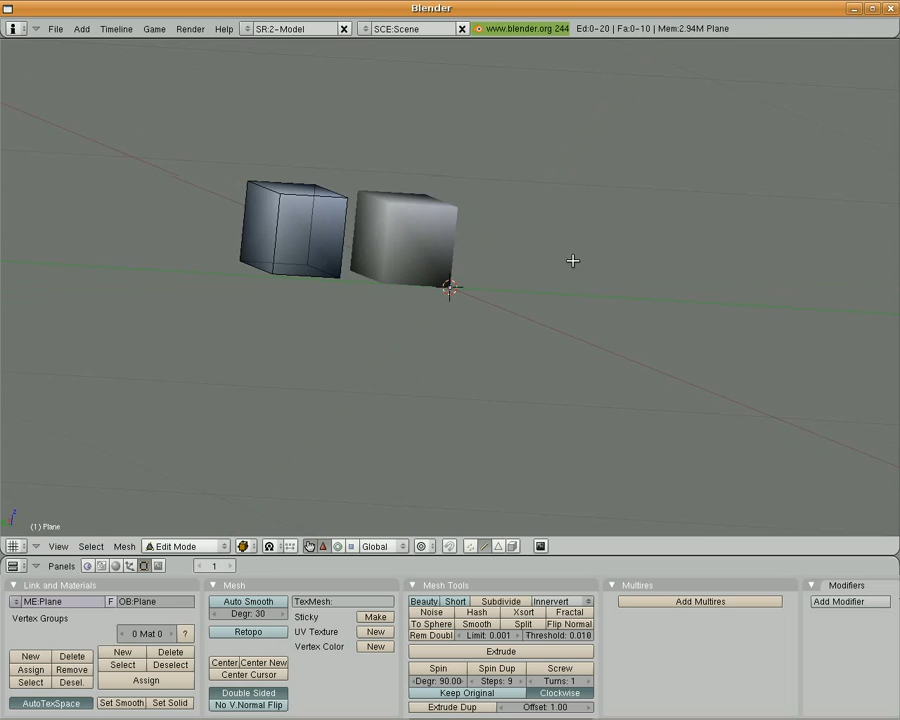 Blender
File Add Timeline Game Render Help SR:2-Model SCE:Scene www.blender.org 244 Ed:0-20 | Fa:0-10 | Mem:2.94M Plane
z
(1) Plane
View Select Mesh Edit Mode Global
Panels 1
Link and Materials Mesh Mesh Tools Multires Modifiers
ME:Plane F OB:Plane Auto Smooth TexMesh: Beauty Short Subdivide Innervert Add Multires Add Modifier
Degr: 30 Noise Hash Xsort Fractal
Vertex Groups Sticky Make To Sphere Smooth Split Flip Normal
0 Mat 0 ? Retopo UV Texture New Rem Doubl Limit: 0.001 Threshold: 0.010
Vertex Color New Extrude
New Delete New Delete Center Center New Spin Spin Dup Screw
Assign Remove Select Deselect Center Cursor Degr: 90.00 Steps: 9 Turns: 1
Select Desel. Assign Double Sided Keep Original Clockwise
AutoTexSpace Set Smooth Set Solid No V.Normal Flip Extrude Dup Offset: 1.00